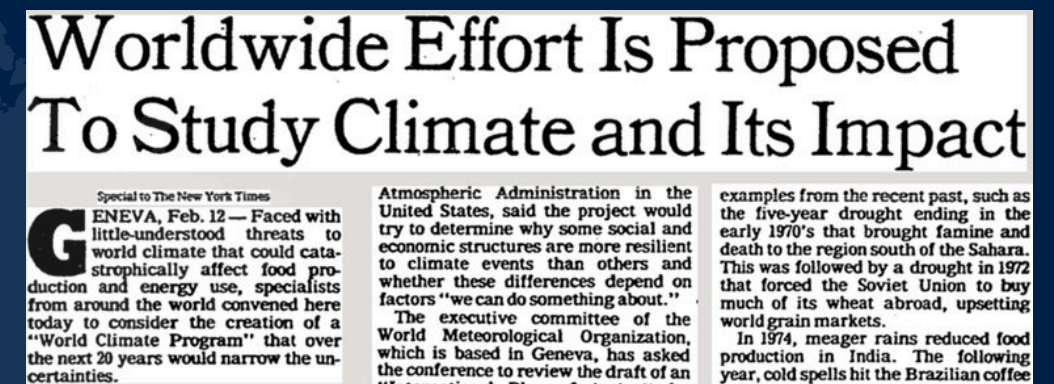 Worldwide Effort Is Proposed
To Study Climate and Its Impact
Special to The New York Times
GENEVA, Feb. 12 — Faced with
little-understood threats to
world climate that could cata-
strophically affect food pro-
duction and energy use, specialists
from around the world convened here
today to consider the creation of a
"World Climate Program" that over
the next 20 years would narrow the un-
certainties.
Atmospheric Administration in the
United States, said the project would
try to determine why some social and
economic structures are more resilient
to climate events than others and
whether these differences depend on
factors "we can do something about."
The executive committee of the
World Meteorological Organization,
which is based in Geneva, has asked
the conference to review the draft of an
examples from the recent past, such as
the five-year drought ending in the
early 1970's that brought famine and
death to the region south of the Sahara.
This was followed by a drought in 1972
that forced the Soviet Union to buy
much of its wheat abroad, upsetting
world grain markets.
In 1974, meager rains reduced food
production in India. The following
year, cold spells hit the Brazilian coffee